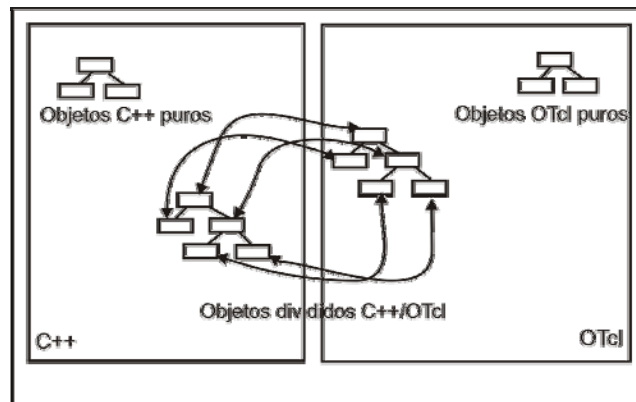 Objetos C++ puros
Objetos OTcl puros
Objetos divididos C++/OTcl
C++
OTcl